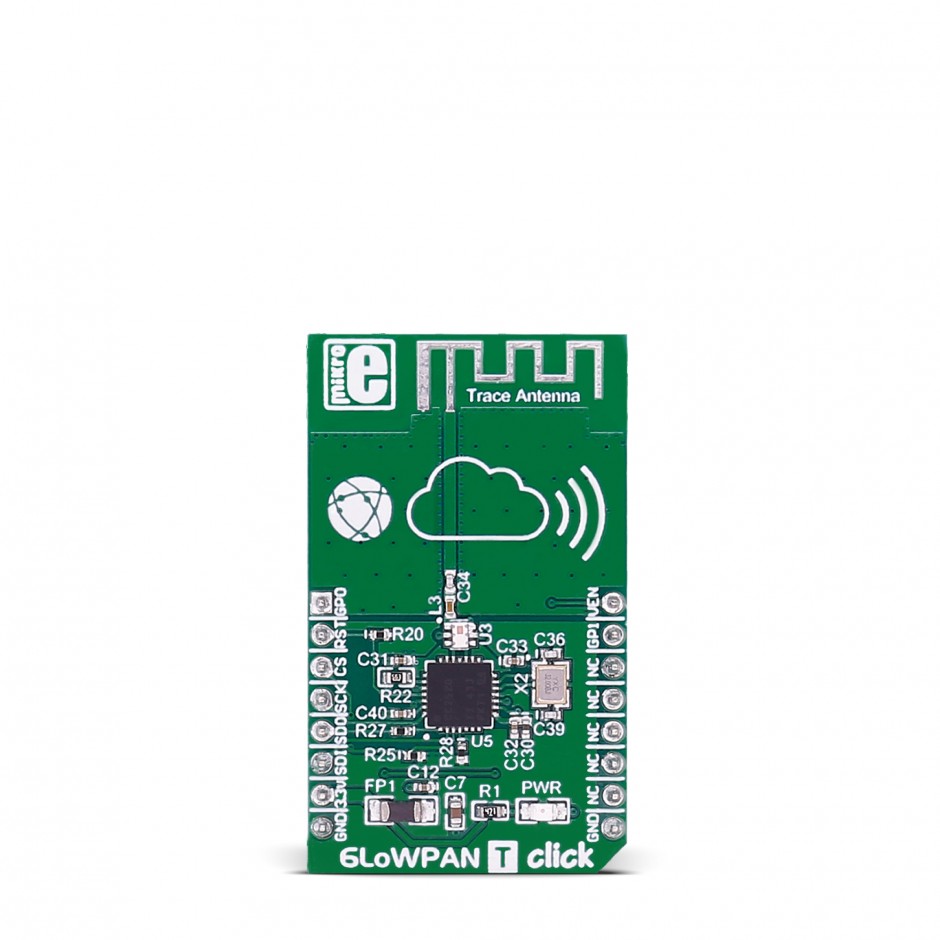 mikro
e
Trace Antenna
L3
C34
U3
GPO
RST
CS
SCK
SDO
SDI
3.3V
GND
VEN
GP1
NC
NC
NC
NC
NC
GND
R20
C31
R22
C40
R27
R25
C12
FP1
C7
R28
U5
C33
C36
X2
C39
C32
C30
R1
PWR
6LoWPAN T click